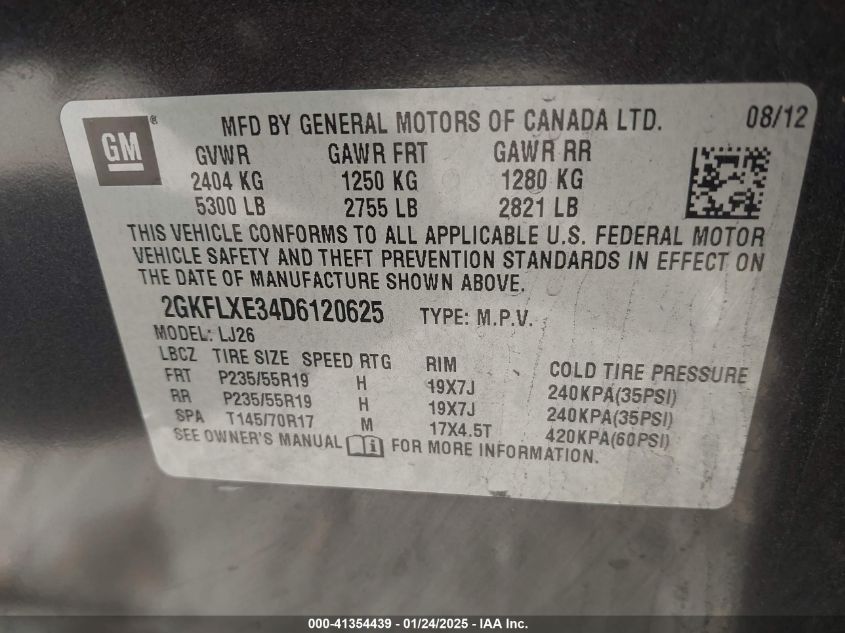 GM ®
MFD BY GENERAL MOTORS OF CANADA LTD. 08/12
GVWR GAWR FRT GAWR RR
2404 KG 1250 KG 1280 KG
5300 LB 2755 LB 2821 LB
THIS VEHICLE CONFORMS TO ALL APPLICABLE U.S. FEDERAL MOTOR
VEHICLE SAFETY AND THEFT PREVENTION STANDARDS IN EFFECT ON
THE DATE OF MANUFACTURE SHOWN ABOVE.
2GKFLXE34D6120625 TYPE: M.P.V.
MODEL: LJ26
LBCZ TIRE SIZE SPEED RTG RIM COLD TIRE PRESSURE
FRT P235/55R19 H 19X7J 240KPA(35PSI)
RR P235/55R19 H 19X7J 240KPA(35PSI)
SPA T145/70R17 M 17X4.5T 420KPA(60PSI)
SEE OWNER'S MANUAL FOR MORE INFORMATION.
000-41354439 - 01/24/2025 - IAA Inc.